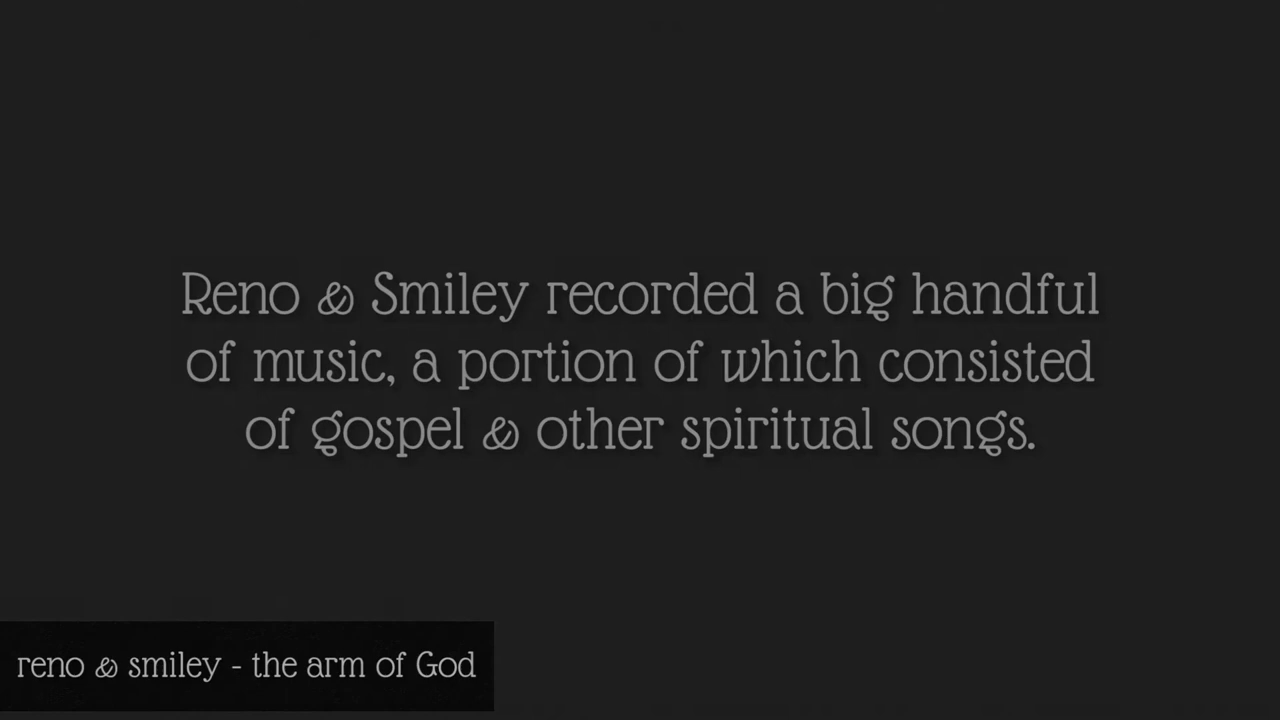 Reno & Smiley recorded a big handful
of music, a portion of which consisted
of gospel & other spiritual songs.
reno & smiley - the arm of God